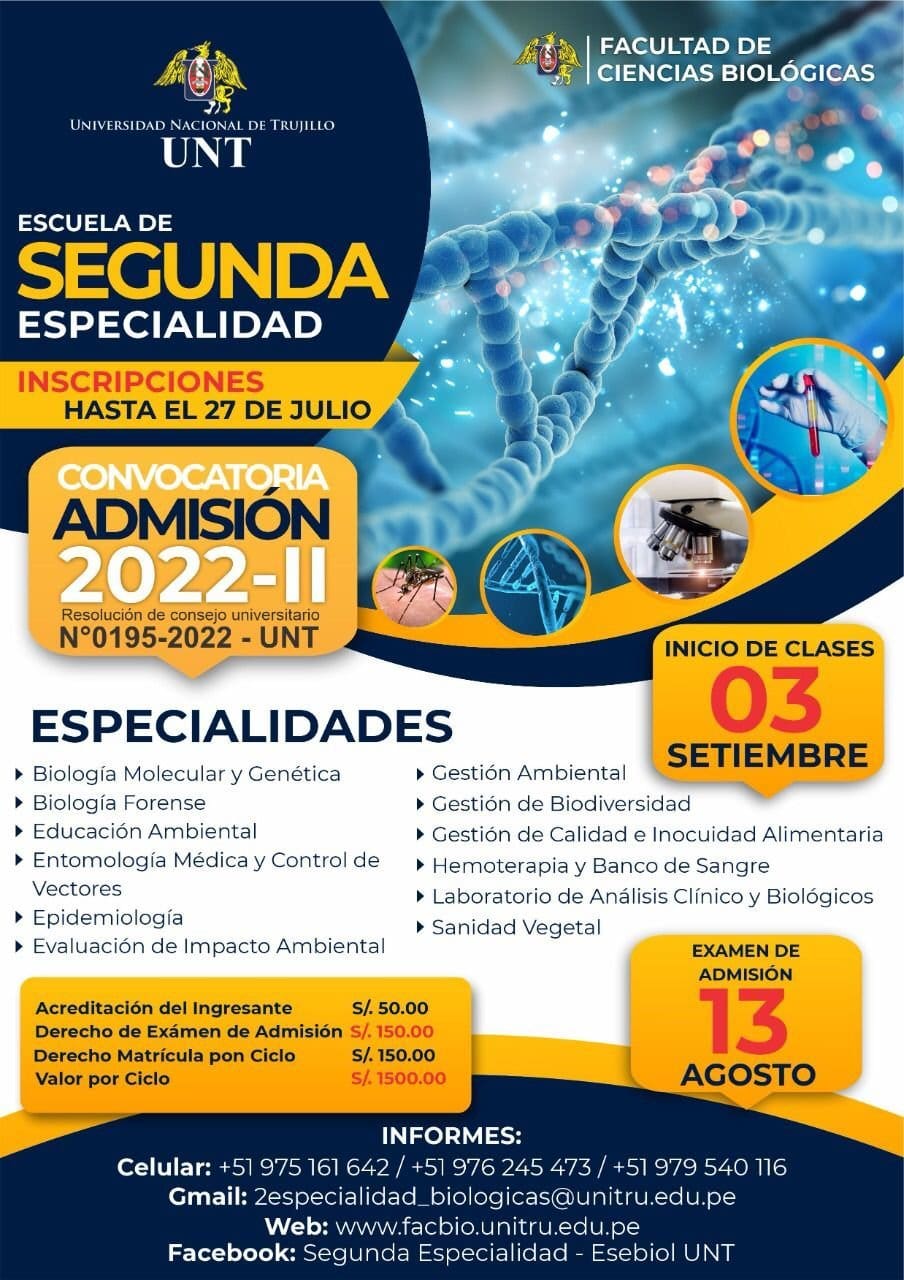 UNIVERSIDAD NACIONAL DE TRUJILLO
UNT
FACULTAD DE
CIENCIAS BIOLÓGICAS
ESCUELA DE
SEGUNDA
ESPECIALIDAD
INSCRIPCIONES
HASTA EL 27 DE JULIO
CONVOCATORIA
ADMISIÓN
2022-II
Resolución de consejo universitario
N°0195-2022 - UNT
INICIO DE CLASES
03
SETIEMBRE
ESPECIALIDADES
Biología Molecular y Genética
Biología Forense
Educación Ambiental
Entomología Médica y Control de
Vectores
Epidemiología
Evaluación de Impacto Ambiental
Gestión Ambiental
Gestión de Biodiversidad
Gestión de Calidad e Inocuidad Alimentaria
Hemoterapia y Banco de Sangre
Laboratorio de Análisis Clínico y Biológicos
Sanidad Vegetal
EXAMEN DE
ADMISIÓN
13
AGOSTO
Acreditación del Ingresante S/. 50.00
Derecho de Exámen de Admisión S/. 150.00
Derecho Matrícula pon Ciclo S/. 150.00
Valor por Ciclo S/. 1500.00
INFORMES:
Celular: +51 975 161 642 / +51 976 245 473 / +51 979 540 116
Gmail: 2especialidad_biologicas@unitru.edu.pe
Web: www.facbio.unitru.edu.pe
Facebook: Segunda Especialidad - Esebiol UNT